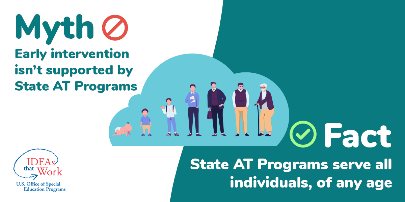 Myth
Early intervention
isn't supported by
State AT Programs
Fact
State AT Programs serve all
individuals, of any age
IDEA
that
Work
U.S. Office of Special
Education Programs